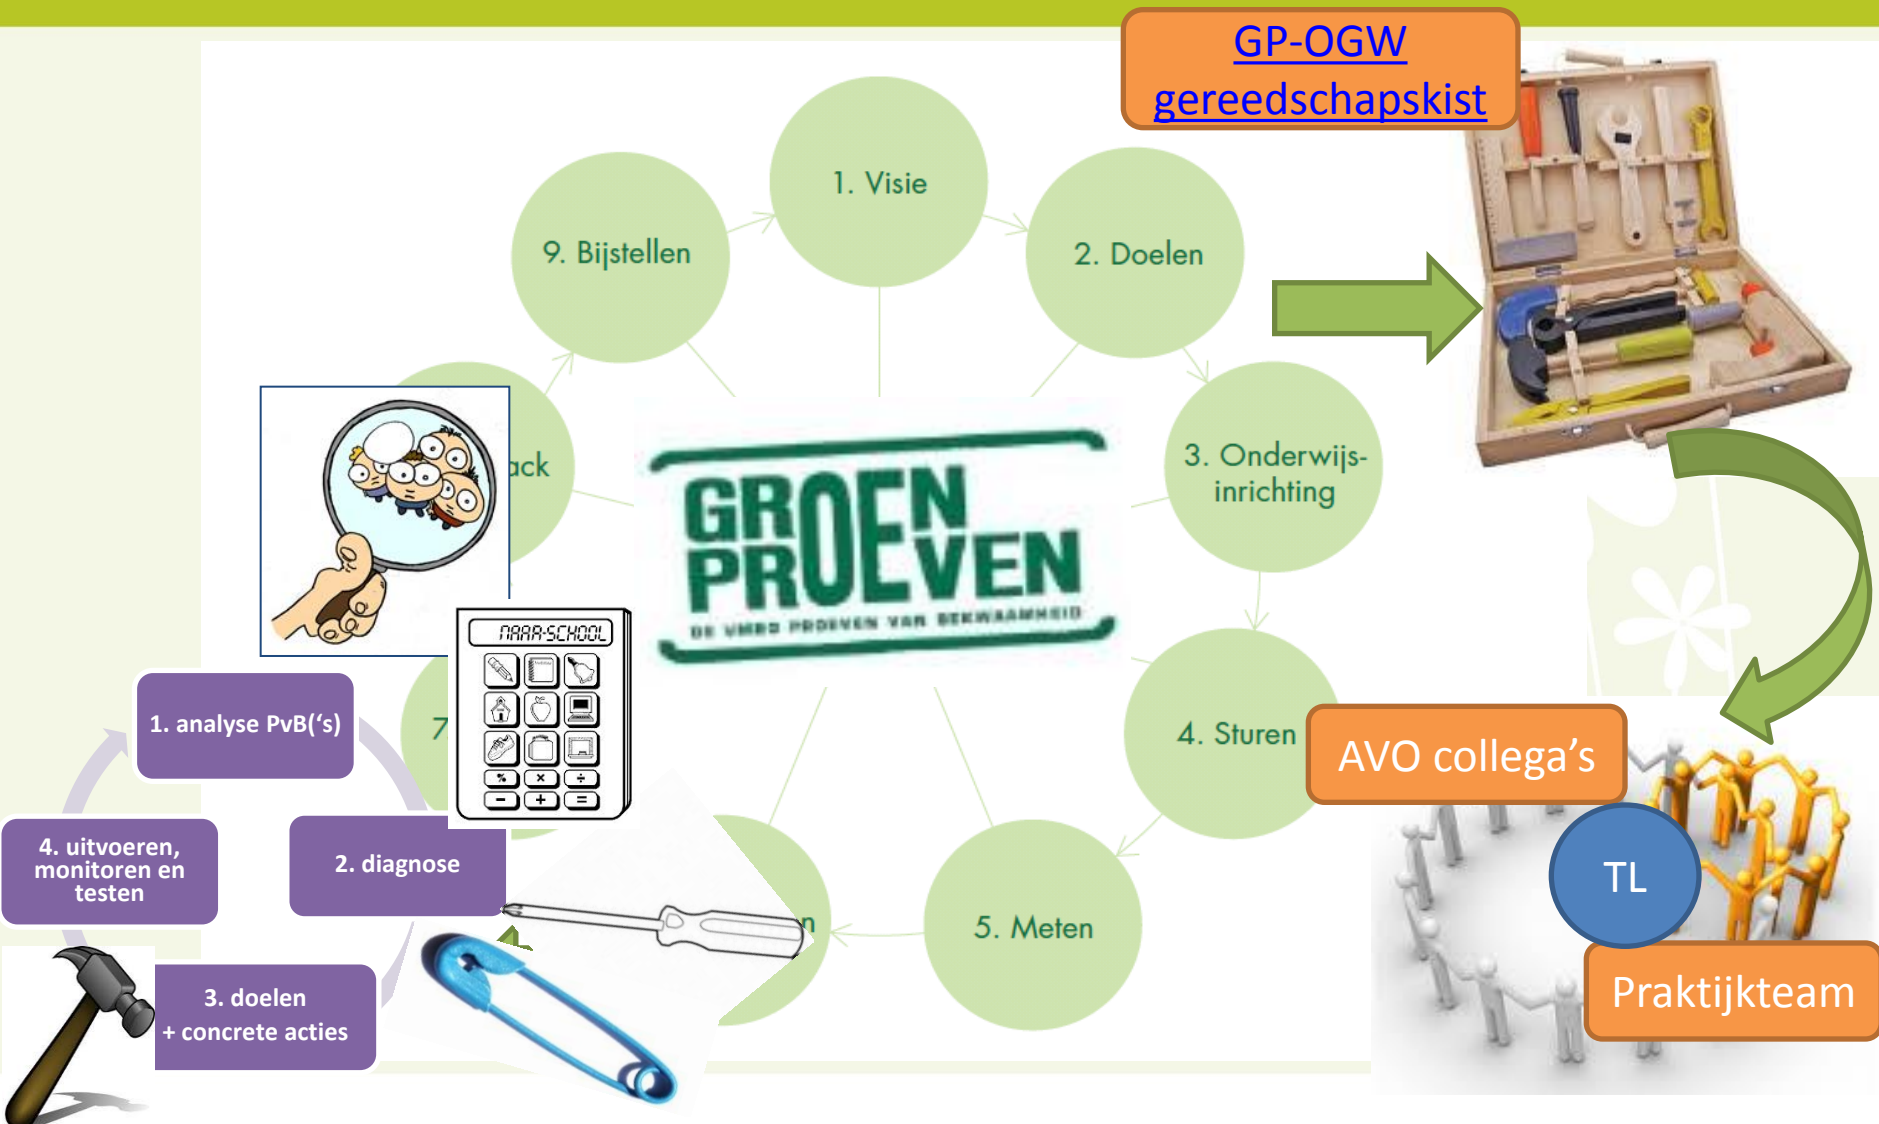 GP-OGW
gereedschapskist
1. Visie
9. Bijstellen
2. Doelen
3. Onderwijs-
inrichting
ack
GROEN
PROEVEN
DE VMBO PROEVEN VAN BEKWAAMHEID
NAAR-SCHOOL
1. analyse PvB(‘s)
7.
4. Sturen
AVO collega’s
4. uitvoeren,
monitoren en
testen
2. diagnose
TL
n
5. Meten
Praktijkteam
3. doelen
+ concrete acties
% × ÷
− + =